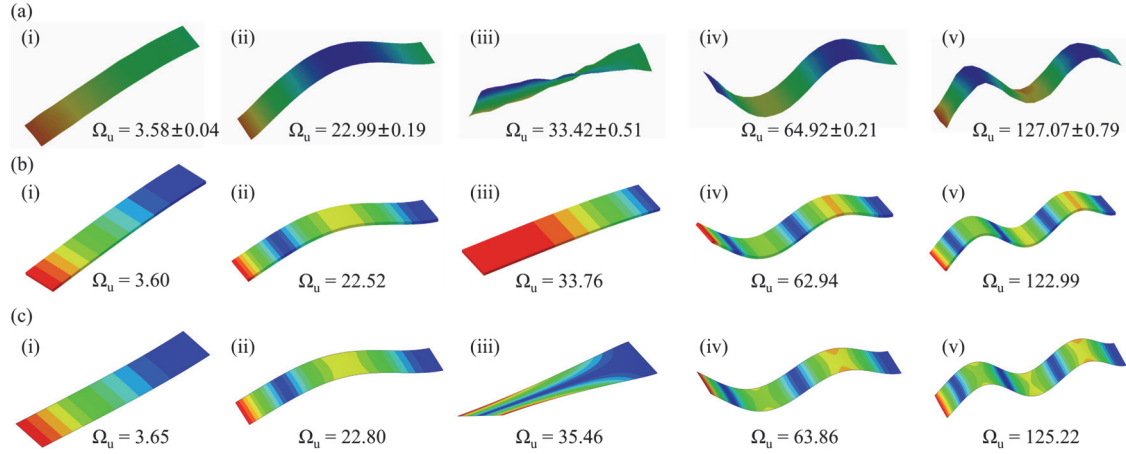 (a)
(i) (ii) (iii) (iv) (v)
Ωu = 3.58±0.04 Ωu = 22.99±0.19 Ωu = 33.42±0.51 Ωu = 64.92±0.21 Ωu = 127.07±0.79
(b)
(i) (ii) (iii) (iv) (v)
Ωu = 3.60 Ωu = 22.52 Ωu = 33.76 Ωu = 62.94 Ωu = 122.99
(c)
(i) (ii) (iii) (iv) (v)
Ωu = 3.65 Ωu = 22.80 Ωu = 35.46 Ωu = 63.86 Ωu = 125.22